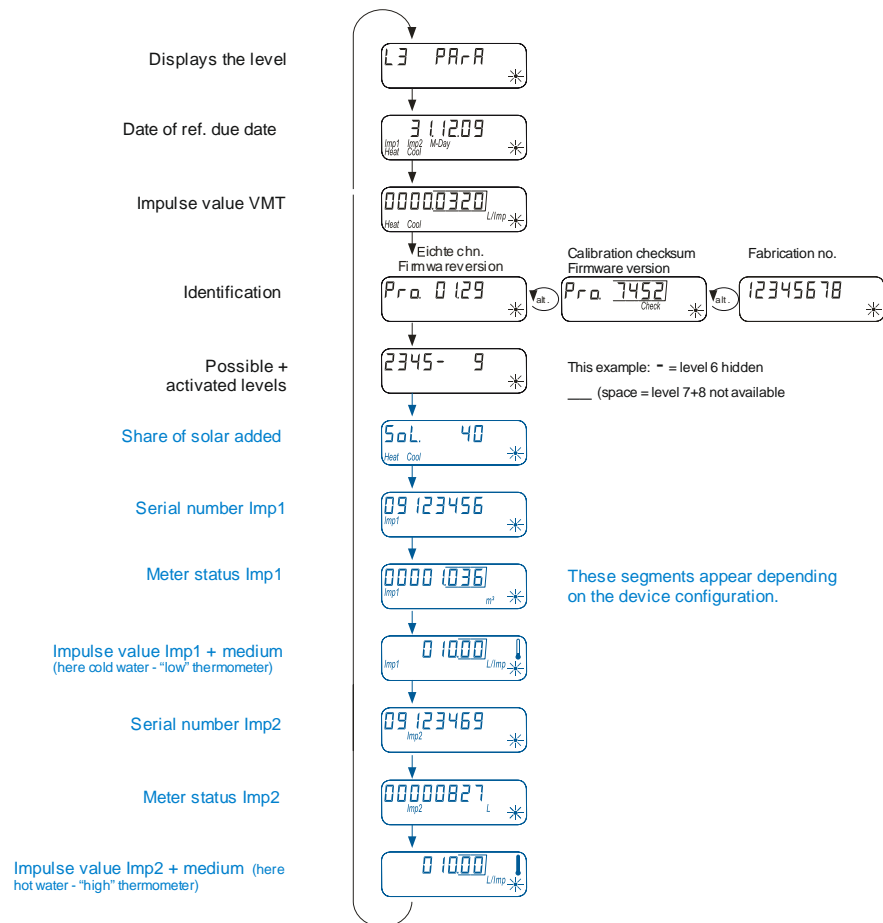 Displays the level
L3 PArA
Date of ref. due date
31.12.09
Imp1 Imp2 M-Day
Heat Cool
Impulse value VMT
0000.0320
L/Imp
Heat Cool
Eichte chn.
Firmwareversion
Calibration checksum
Firmware version
Fabrication no.
Identification
Pro. 01.29
alt.
Pro. 7452
Check
alt.
12345678
Possible +
activated levels
2345- 9
This example: - = level 6 hidden
___ (space = level 7+8 not available
Share of solar added
SoL. 40
Heat Cool
Serial number Imp1
09123456
Imp1
Meter status Imp1
00001.036
Imp1 m³
These segments appear depending
on the device configuration.
Impulse value Imp1 + medium
(here cold water - “low” thermometer)
010.00
Imp1 L/Imp
Serial number Imp2
09123469
Imp2
Meter status Imp2
00000827
Imp2 L
Impulse value Imp2 + medium (here
hot water - “high” thermometer)
010.00
L/Imp